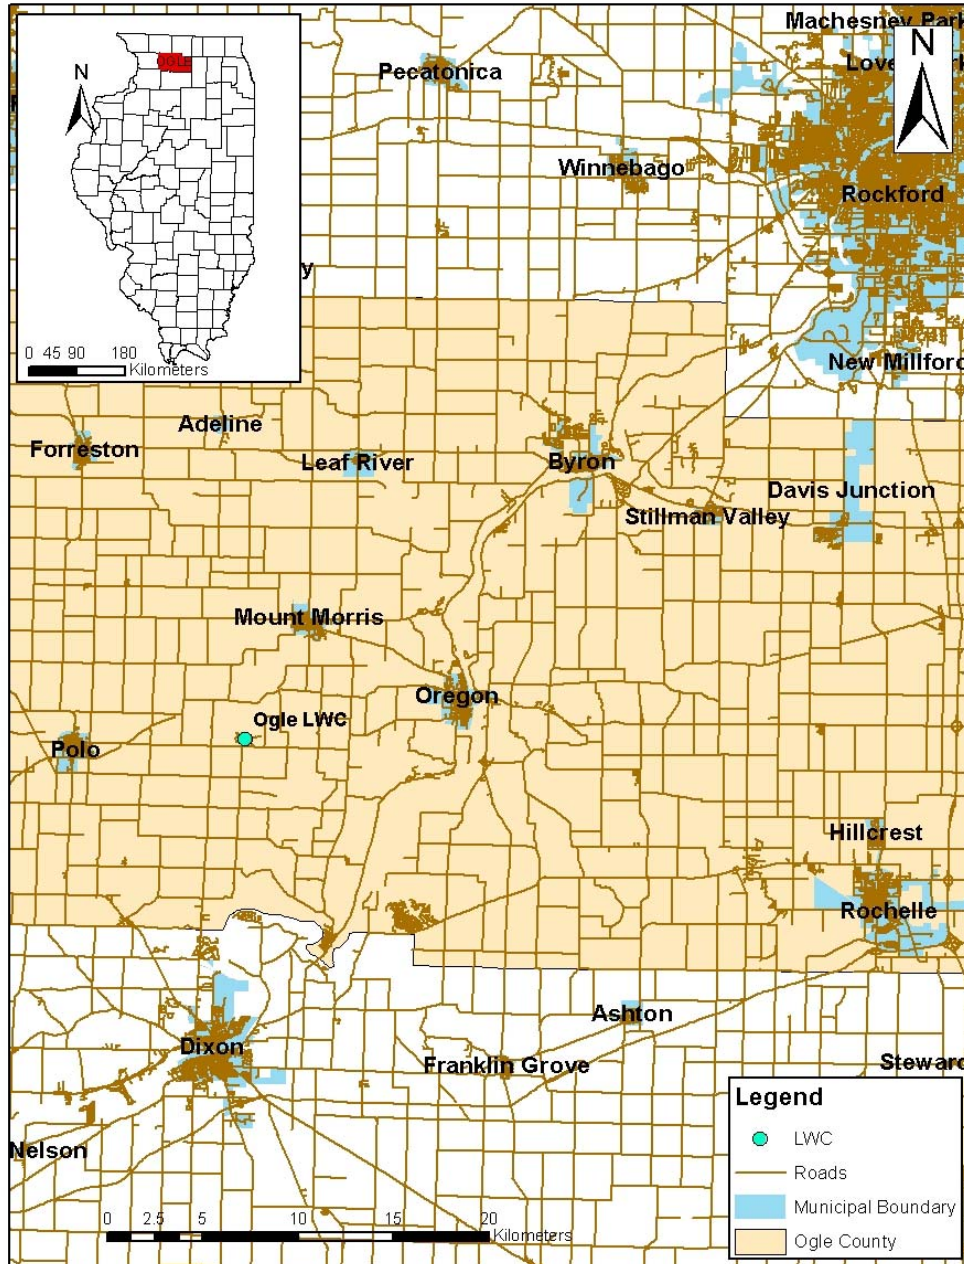 Machesney Park
N
Pecatonica
OGLE
N
Winnebago
Rockford
y
0 45 90 180
Kilometers
New Millford
Adeline
Forreston
Leaf River
Byron
Davis Junction
Stillman Valley
Mount Morris
Oregon
Ogle LWC
Polo
Hillcrest
Rochelle
Ashton
Dixon
Franklin Grove
Steward
Nelson
Legend
LWC
Roads
Municipal Boundary
Ogle County
0 2.5 5 10 15 20
Kilometers